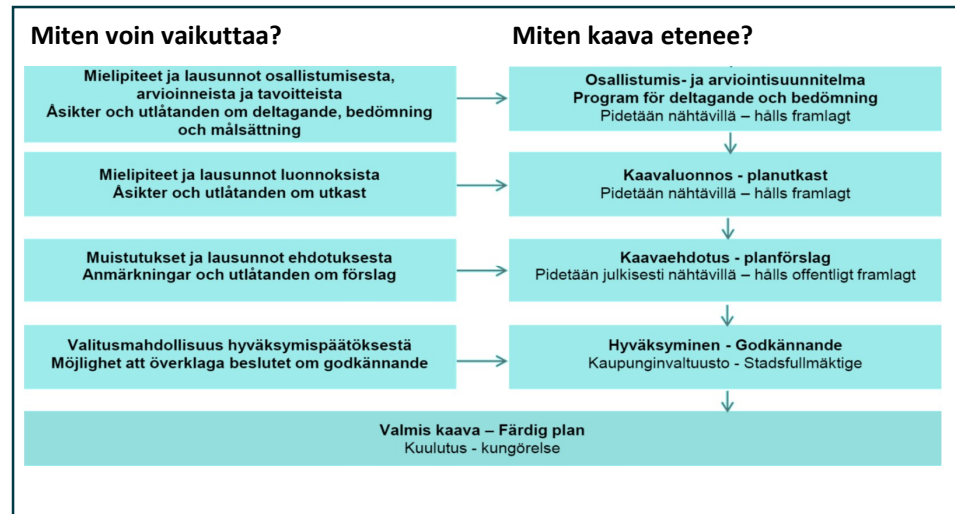 Miten voin vaikuttaa?
Miten kaava etenee?
Mielipiteet ja lausunnot osallistumisesta,
arvioinneista ja tavoitteista
Åsikter och utlåtanden om deltagande, bedömning
och målsättning
Osallistumis- ja arviointisuunnitelma
Program för deltagande och bedömning
Pidetään nähtävillä – hålls framlagt
Mielipiteet ja lausunnot luonnoksista
Åsikter och utlåtanden om utkast
Kaavaluonnos - planutkast
Pidetään nähtävillä – hålls framlagt
Muistutukset ja lausunnot ehdotuksesta
Anmärkningar och utlåtanden om förslag
Kaavaehdotus - planförslag
Pidetään julkisesti nähtävillä – hålls offentligt framlagt
Valitusmahdollisuus hyväksymispäätöksestä
Möjlighet att överklaga beslutet om godkännande
Hyväksyminen - Godkännande
Kaupunginvaltuusto - Stadsfullmäktige
Valmis kaava – Färdig plan
Kuulutus - kungörelse